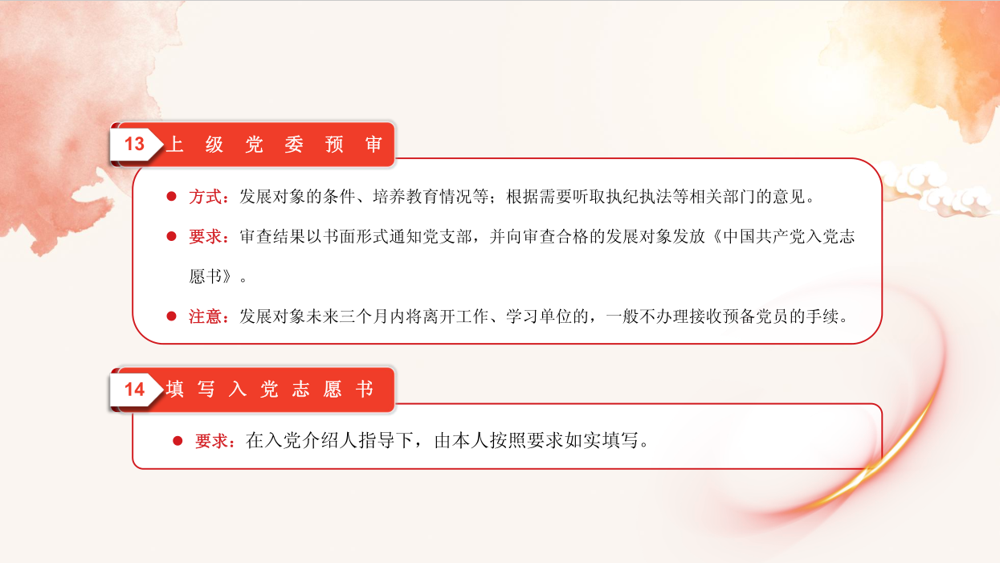 13 上级党委预审
方式：发展对象的条件、培养教育情况等；根据需要听取执纪执法等相关部门的意见。
要求：审查结果以书面形式通知党支部，并向审查合格的发展对象发放《中国共产党入党志
愿书》。
注意：发展对象未来三个月内将离开工作、学习单位的，一般不办理接收预备党员的手续。
14 填写入党志愿书
要求：在入党介绍人指导下，由本人按照要求如实填写。